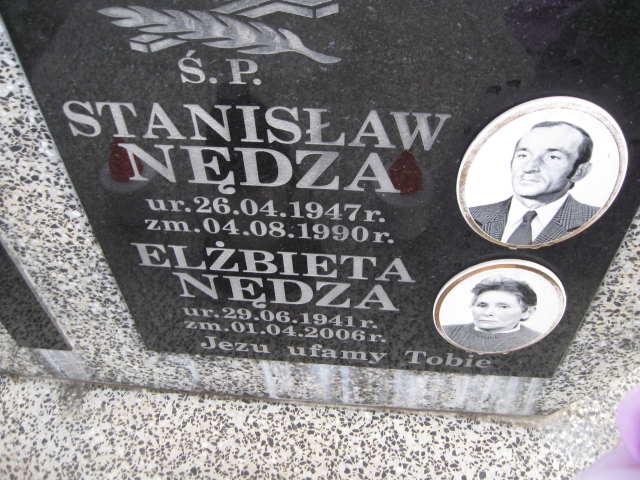 Ś.P.
STANISŁAW
NĘDZA
ur. 26.04.1947 r.
zm. 04.08.1990 r.
ELŻBIETA
NĘDZA
ur. 29.06.1941 r.
zm. 01.04.2006 r.
Jezu ufamy Tobie